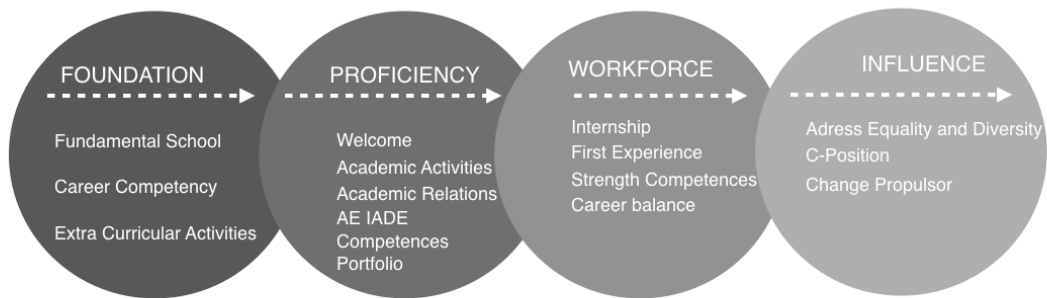 FOUNDATION
Fundamental School
Career Competency
Extra Curricular Activities
PROFICIENCY
Welcome
Academic Activities
Academic Relations
AE IADE
Competences
Portfolio
WORKFORCE
Internship
First Experience
Strength Competences
Career balance
INFLUENCE
Adress Equality and Diversity
C-Position
Change Propulsor